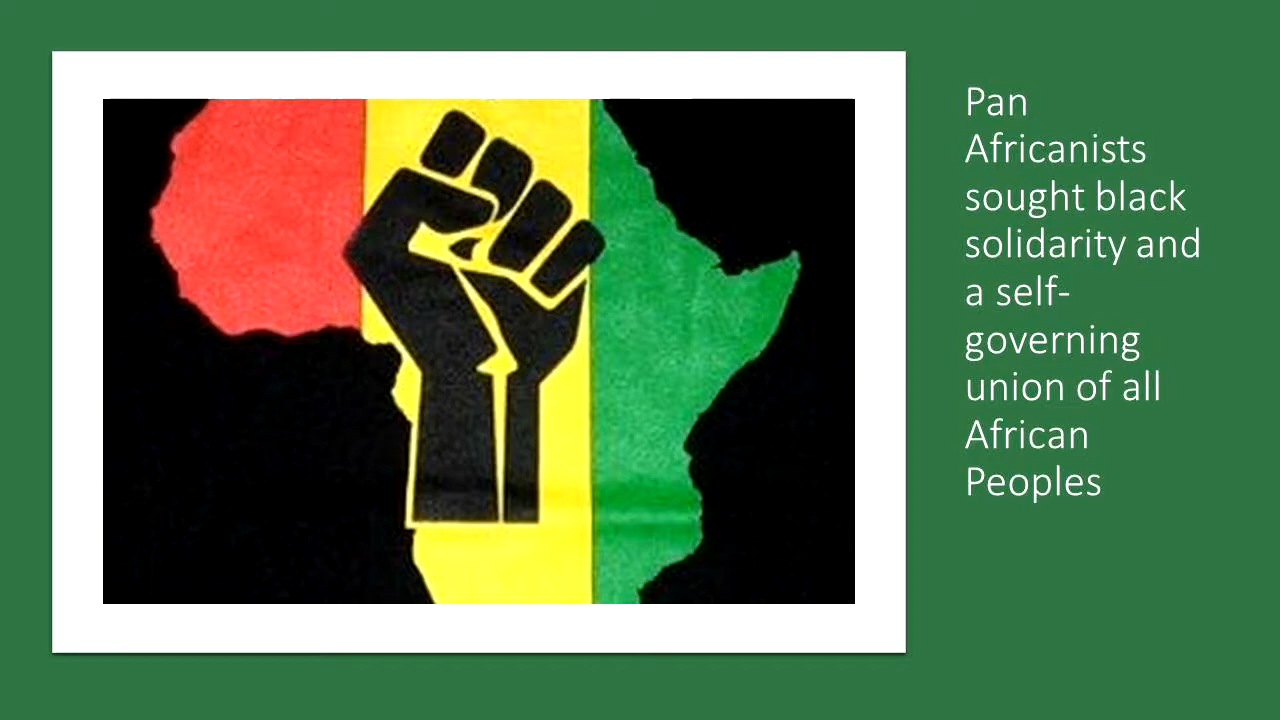 Pan
Africanists
sought black
solidarity and
a self-
governing
union of all
African
Peoples